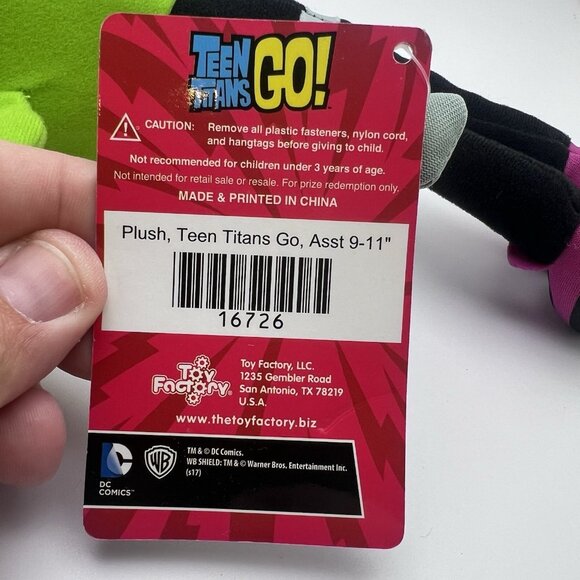 TEEN
TITANS
GO!
CAUTION: Remove all plastic fasteners, nylon cord,
and hangtags before giving to child.
Not recommended for children under 3 years of age.
Not intended for retail sale or resale. For prize redemption only.
MADE & PRINTED IN CHINA
Plush, Teen Titans Go, Asst 9-11"
16726
Toy
Factory®
Toy Factory, LLC.
1235 Gembler Road
San Antonio, TX 78219
U.S.A.
www.thetoyfactory.biz
DC
COMICS™
WB
TM & © DC Comics.
WB SHIELD: TM & © Warner Bros. Entertainment Inc.
(s17)